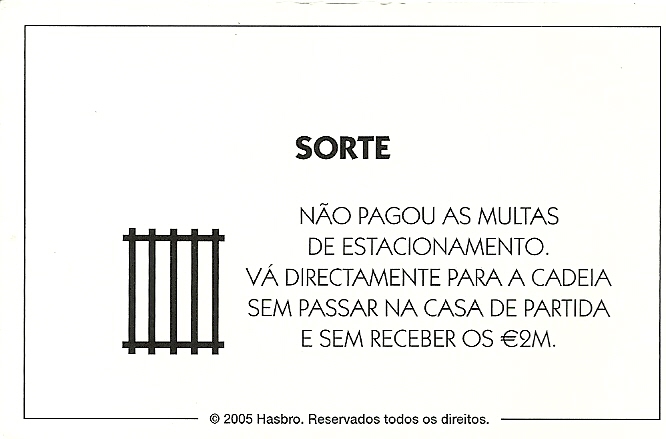 SORTE
NÃO PAGOU AS MULTAS
DE ESTACIONAMENTO.
VÁ DIRECTAMENTE PARA A CADEIA
SEM PASSAR NA CASA DE PARTIDA
E SEM RECEBER OS €2M.
© 2005 Hasbro. Reservados todos os direitos.